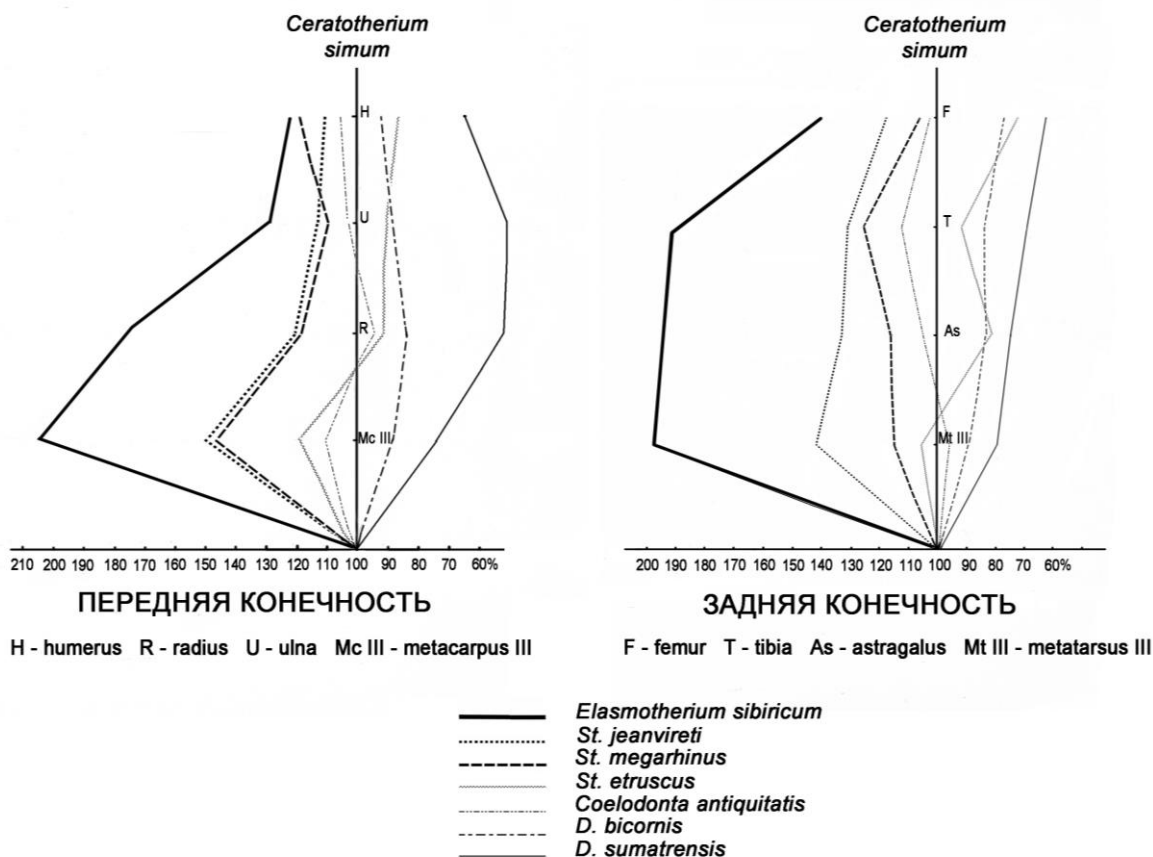 Ceratotherium
simum
H
U
R
Mc III
210 200 190 180 170 160 150 140 130 120 110 100 90 80 70 60%
ПЕРЕДНЯЯ КОНЕЧНОСТЬ
H - humerus R - radius U - ulna Mc III - metacarpus III
Ceratotherium
simum
F
T
As
Mt III
200 190 180 170 160 150 140 130 120 110 100 90 80 70 60%
ЗАДНЯЯ КОНЕЧНОСТЬ
F - femur T - tibia As - astragalus Mt III - metatarsus III
Elasmotherium sibiricum
St. jeanvireti
St. megarhinus
St. etruscus
Coelodonta antiquitatis
D. bicornis
D. sumatrensis